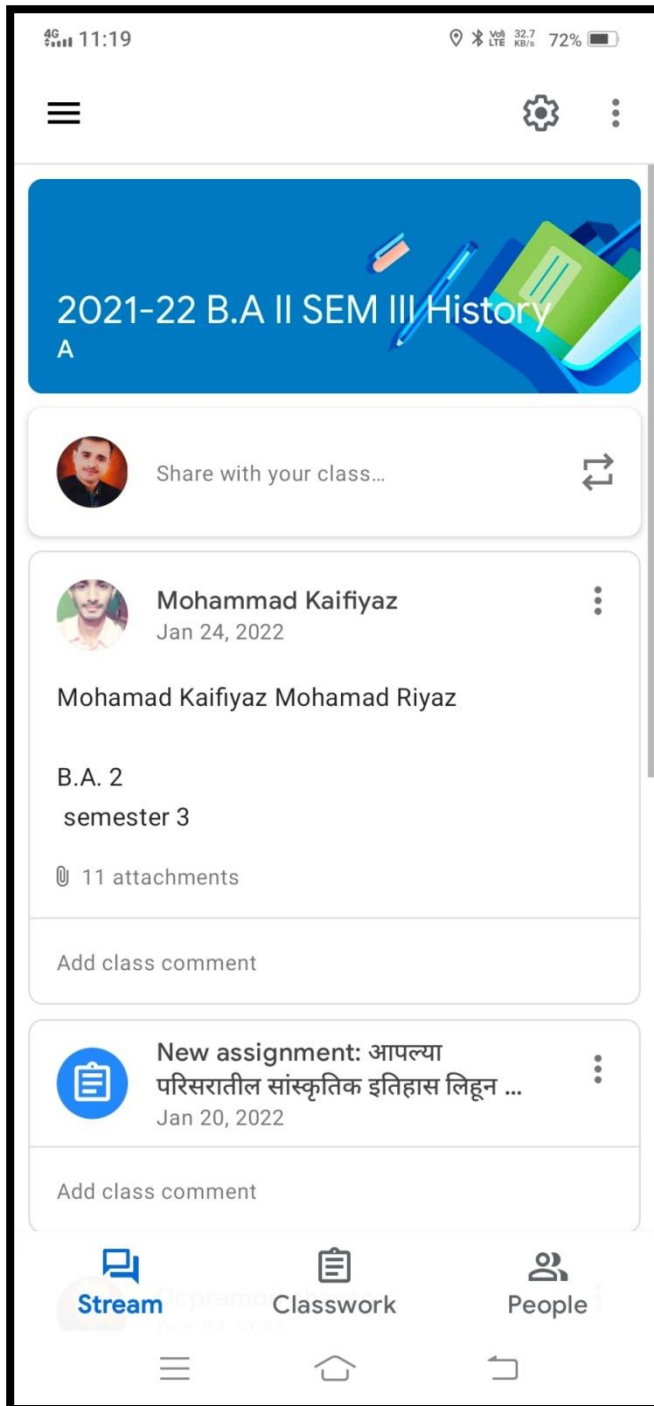 4G 11:19
VoLTE 32.7 KB/s 72%
2021-22 B.A II SEM III History
A
Share with your class…
Mohammad Kaifiyaz
Jan 24, 2022
Mohamad Kaifiyaz Mohamad Riyaz
B.A. 2
semester 3
11 attachments
Add class comment
New assignment: आपल्या
परिसरातील सांस्कृतिक इतिहास लिहून ...
Jan 20, 2022
Add class comment
Stream Classwork People